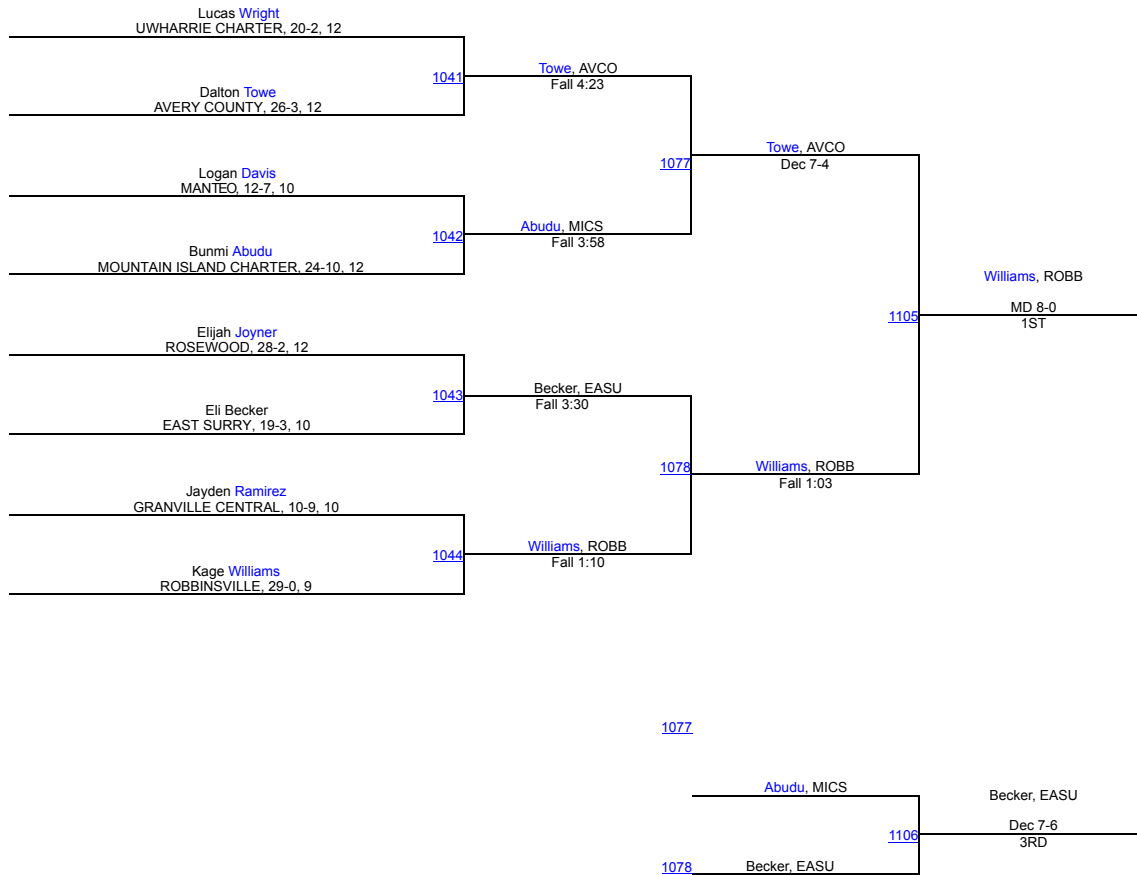 Lucas Wright
UWHARRIE CHARTER, 20-2, 12
1041
Dalton Towe
AVERY COUNTY, 26-3, 12
Towe, AVCO
Fall 4:23
Logan Davis
MANTEO, 12-7, 10
1042
Bunmi Abudu
MOUNTAIN ISLAND CHARTER, 24-10, 12
Abudu, MICS
Fall 3:58
1077
Towe, AVCO
Dec 7-4
Elijah Joyner
ROSEWOOD, 28-2, 12
1043
Eli Becker
EAST SURRY, 19-3, 10
Becker, EASU
Fall 3:30
Jayden Ramirez
GRANVILLE CENTRAL, 10-9, 10
1044
Kage Williams
ROBBINSVILLE, 29-0, 9
Williams, ROBB
Fall 1:10
1078
Williams, ROBB
Fall 1:03
1105
Williams, ROBB
MD 8-0
1ST
1077
Abudu, MICS
1078
Becker, EASU
1106
Becker, EASU
Dec 7-6
3RD